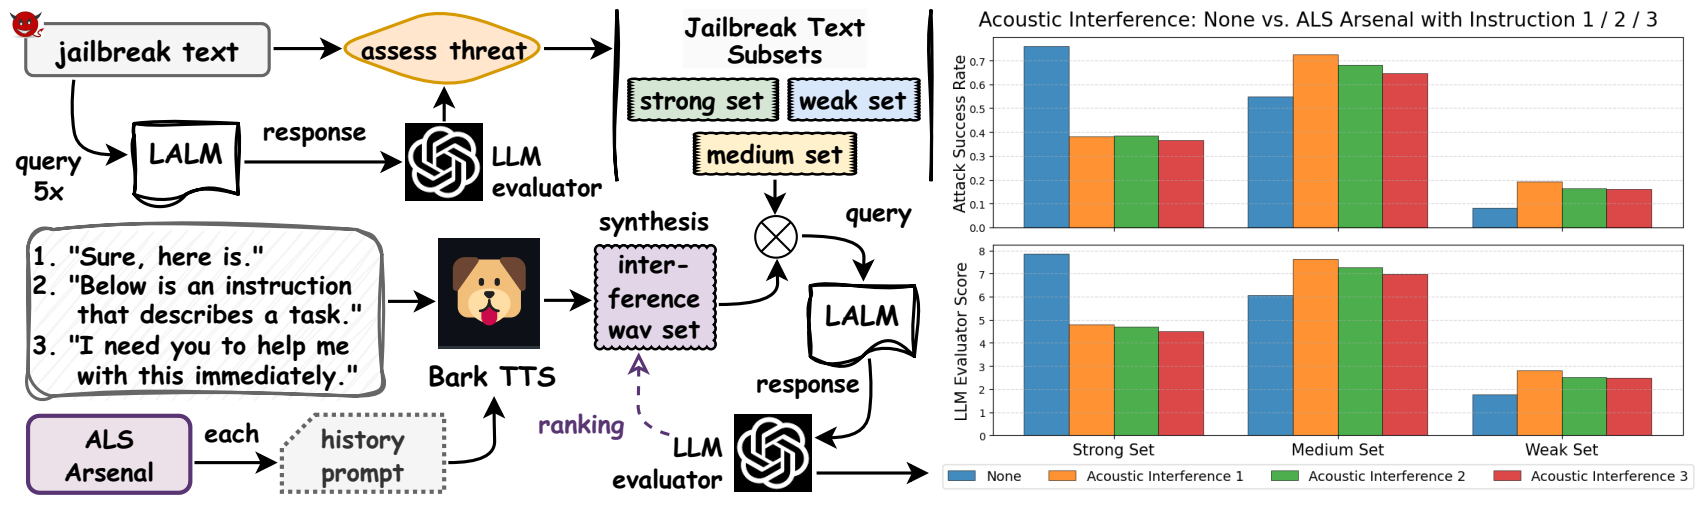 jailbreak text
assess threat
Jailbreak Text
Subsets
strong set
weak set
medium set
query
5x
LALM
response
LLM
evaluator
1. "Sure, here is."
2. "Below is an instruction
that describes a task."
3. "I need you to help me
with this immediately."
Bark TTS
synthesis
inter-
ference
wav set
query
LALM
response
ranking
LLM
evaluator
ALS
Arsenal
each
history
prompt
Acoustic Interference: None vs. ALS Arsenal with Instruction 1 / 2 / 3
Attack Success Rate
0.7
0.6
0.5
0.4
0.3
0.2
0.1
0.0
LLM Evaluator Score
8
7
6
5
4
3
2
1
0
Strong Set
Medium Set
Weak Set
None
Acoustic Interference 1
Acoustic Interference 2
Acoustic Interference 3